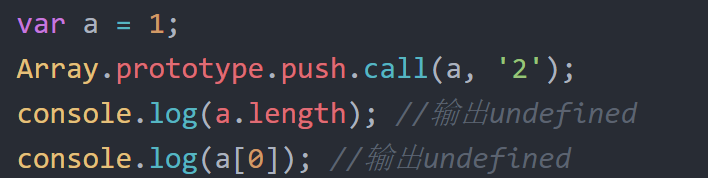 var a = 1;
Array.prototype.push.call(a, '2');
console.log(a.length); //输出undefined
console.log(a[0]); //输出undefined